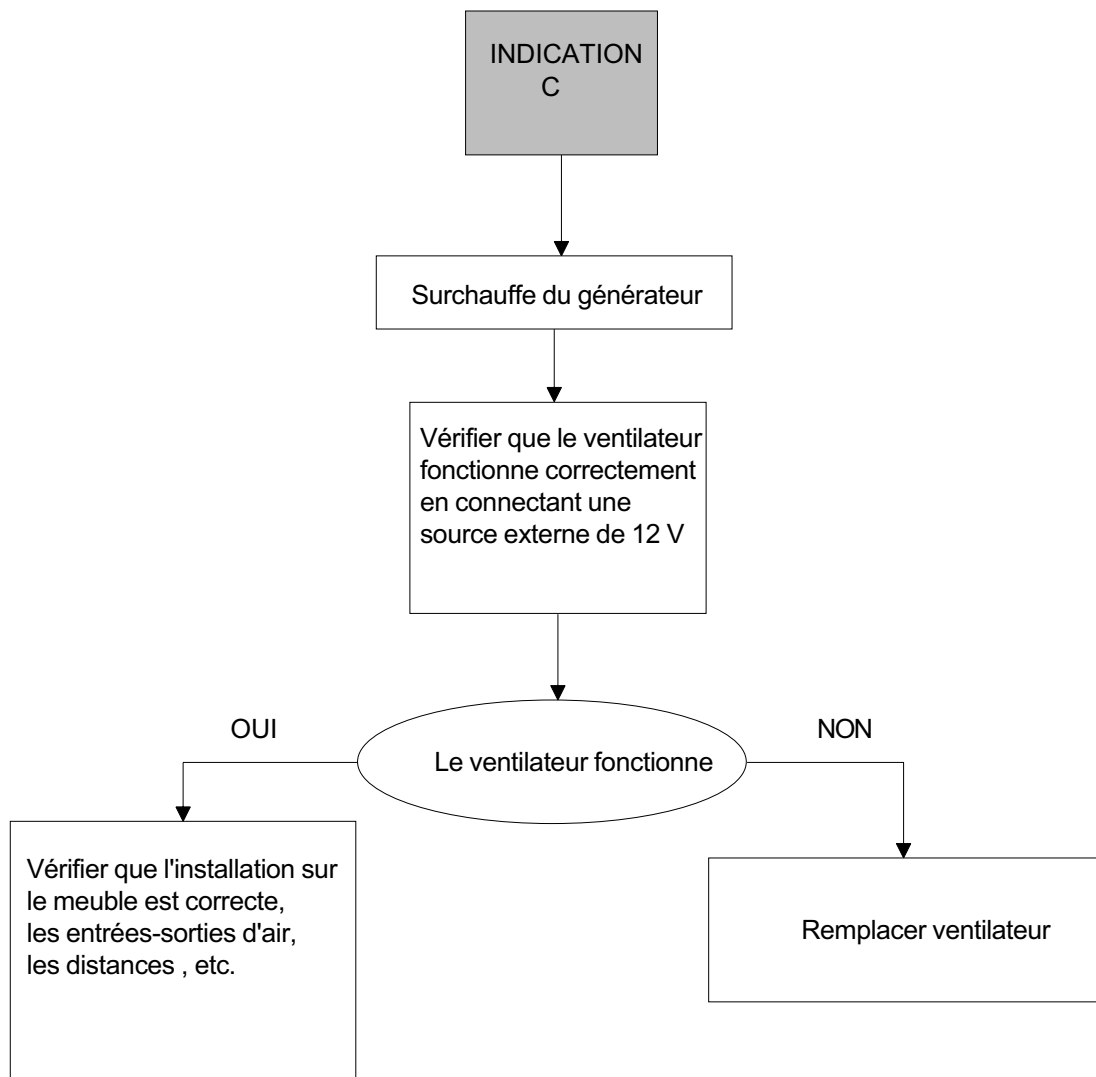 INDICATION
C
Surchauffe du générateur
Vérifier que le ventilateur
fonctionne correctement
en connectant une
source externe de 12 V
OUI
NON
Le ventilateur fonctionne
Vérifier que l'installation sur
le meuble est correcte,
les entrées-sorties d'air,
les distances , etc.
Remplacer ventilateur